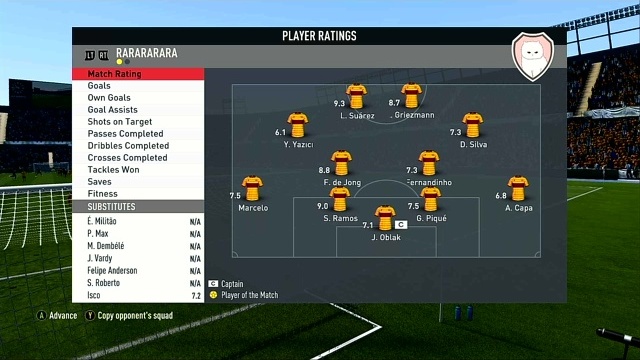 PLAYER RATINGS
LT RT RARARARARA
Match Rating
Goals
Own Goals
Goal Assists
Shots on Target
Passes Completed
Dribbles Completed
Crosses Completed
Tackles Won
Saves
Fitness
SUBSTITUTES
É. Militão N/A
P. Max N/A
M. Dembélé N/A
J. Vardy N/A
Felipe Anderson N/A
S. Roberto N/A
Isco 7.2
9.3 8.7
L. Suárez . Griezmann
6.1 7.3
Y. Yazıcı D. Silva
8.8 7.3
F. de Jong Fernandinho
7.5 9.0 7.5 6.8
Marcelo S. Ramos G. Piqué A. Capa
7.1 C
J. Oblak
C Captain
Player of the Match
A Advance Y Copy opponent's squad